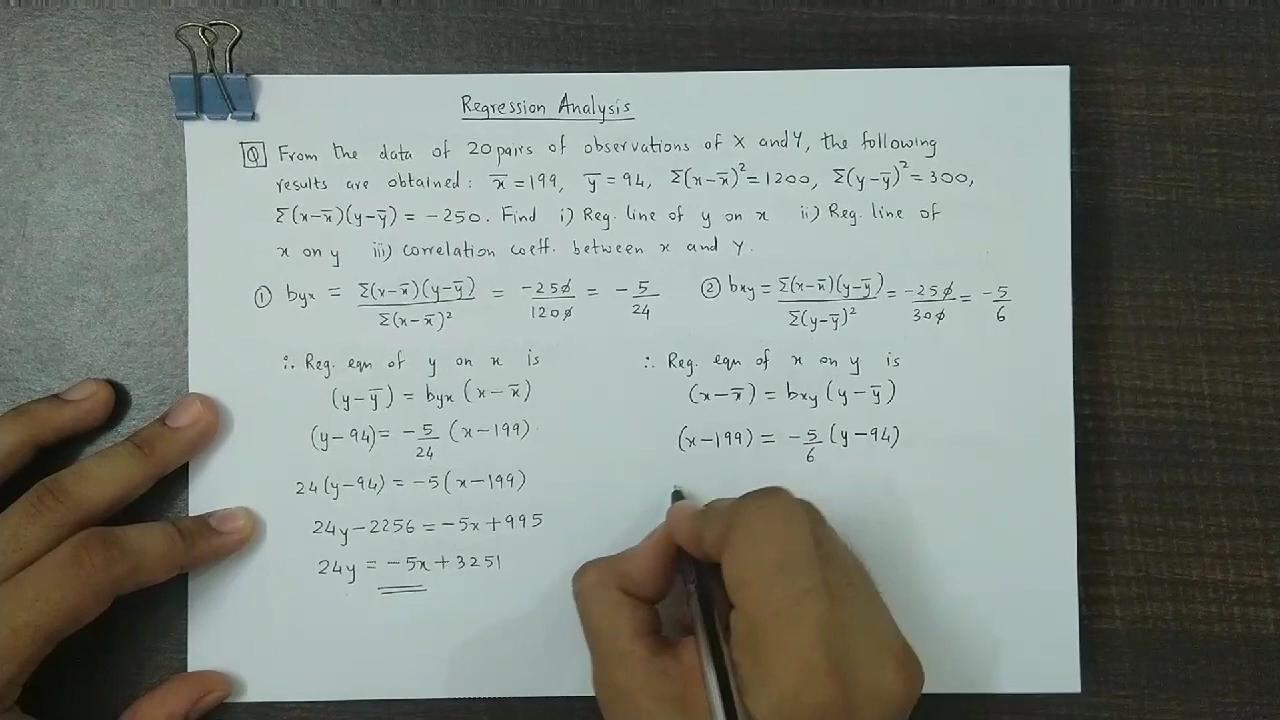 Regression Analysis
Q From the data of 20 pairs of observations of X and Y, the following
results are obtained: x̄ = 199, ȳ = 94, Σ(x-x̄)² = 1200, Σ(y-ȳ)² = 300,
Σ(x-x̄)(y-ȳ) = -250. Find i) Reg. line of y on x ii) Reg. line of
x on y iii) correlation coeff. between x and Y.
① byx = Σ(x-x̄)(y-ȳ) / Σ(x-x̄)² = -250/1200 = -5/24
∴ Reg. eqn of y on x is
(y-ȳ) = byx (x-x̄)
(y-94) = -5/24 (x-199)
24(y-94) = -5(x-199)
24y-2256 = -5x+995
24y = -5x+3251
② bxy = Σ(x-x̄)(y-ȳ) / Σ(y-ȳ)² = -250/300 = -5/6
∴ Reg. eqn of x on y is
(x-x̄) = bxy (y-ȳ)
(x-199) = -5/6 (y-94)